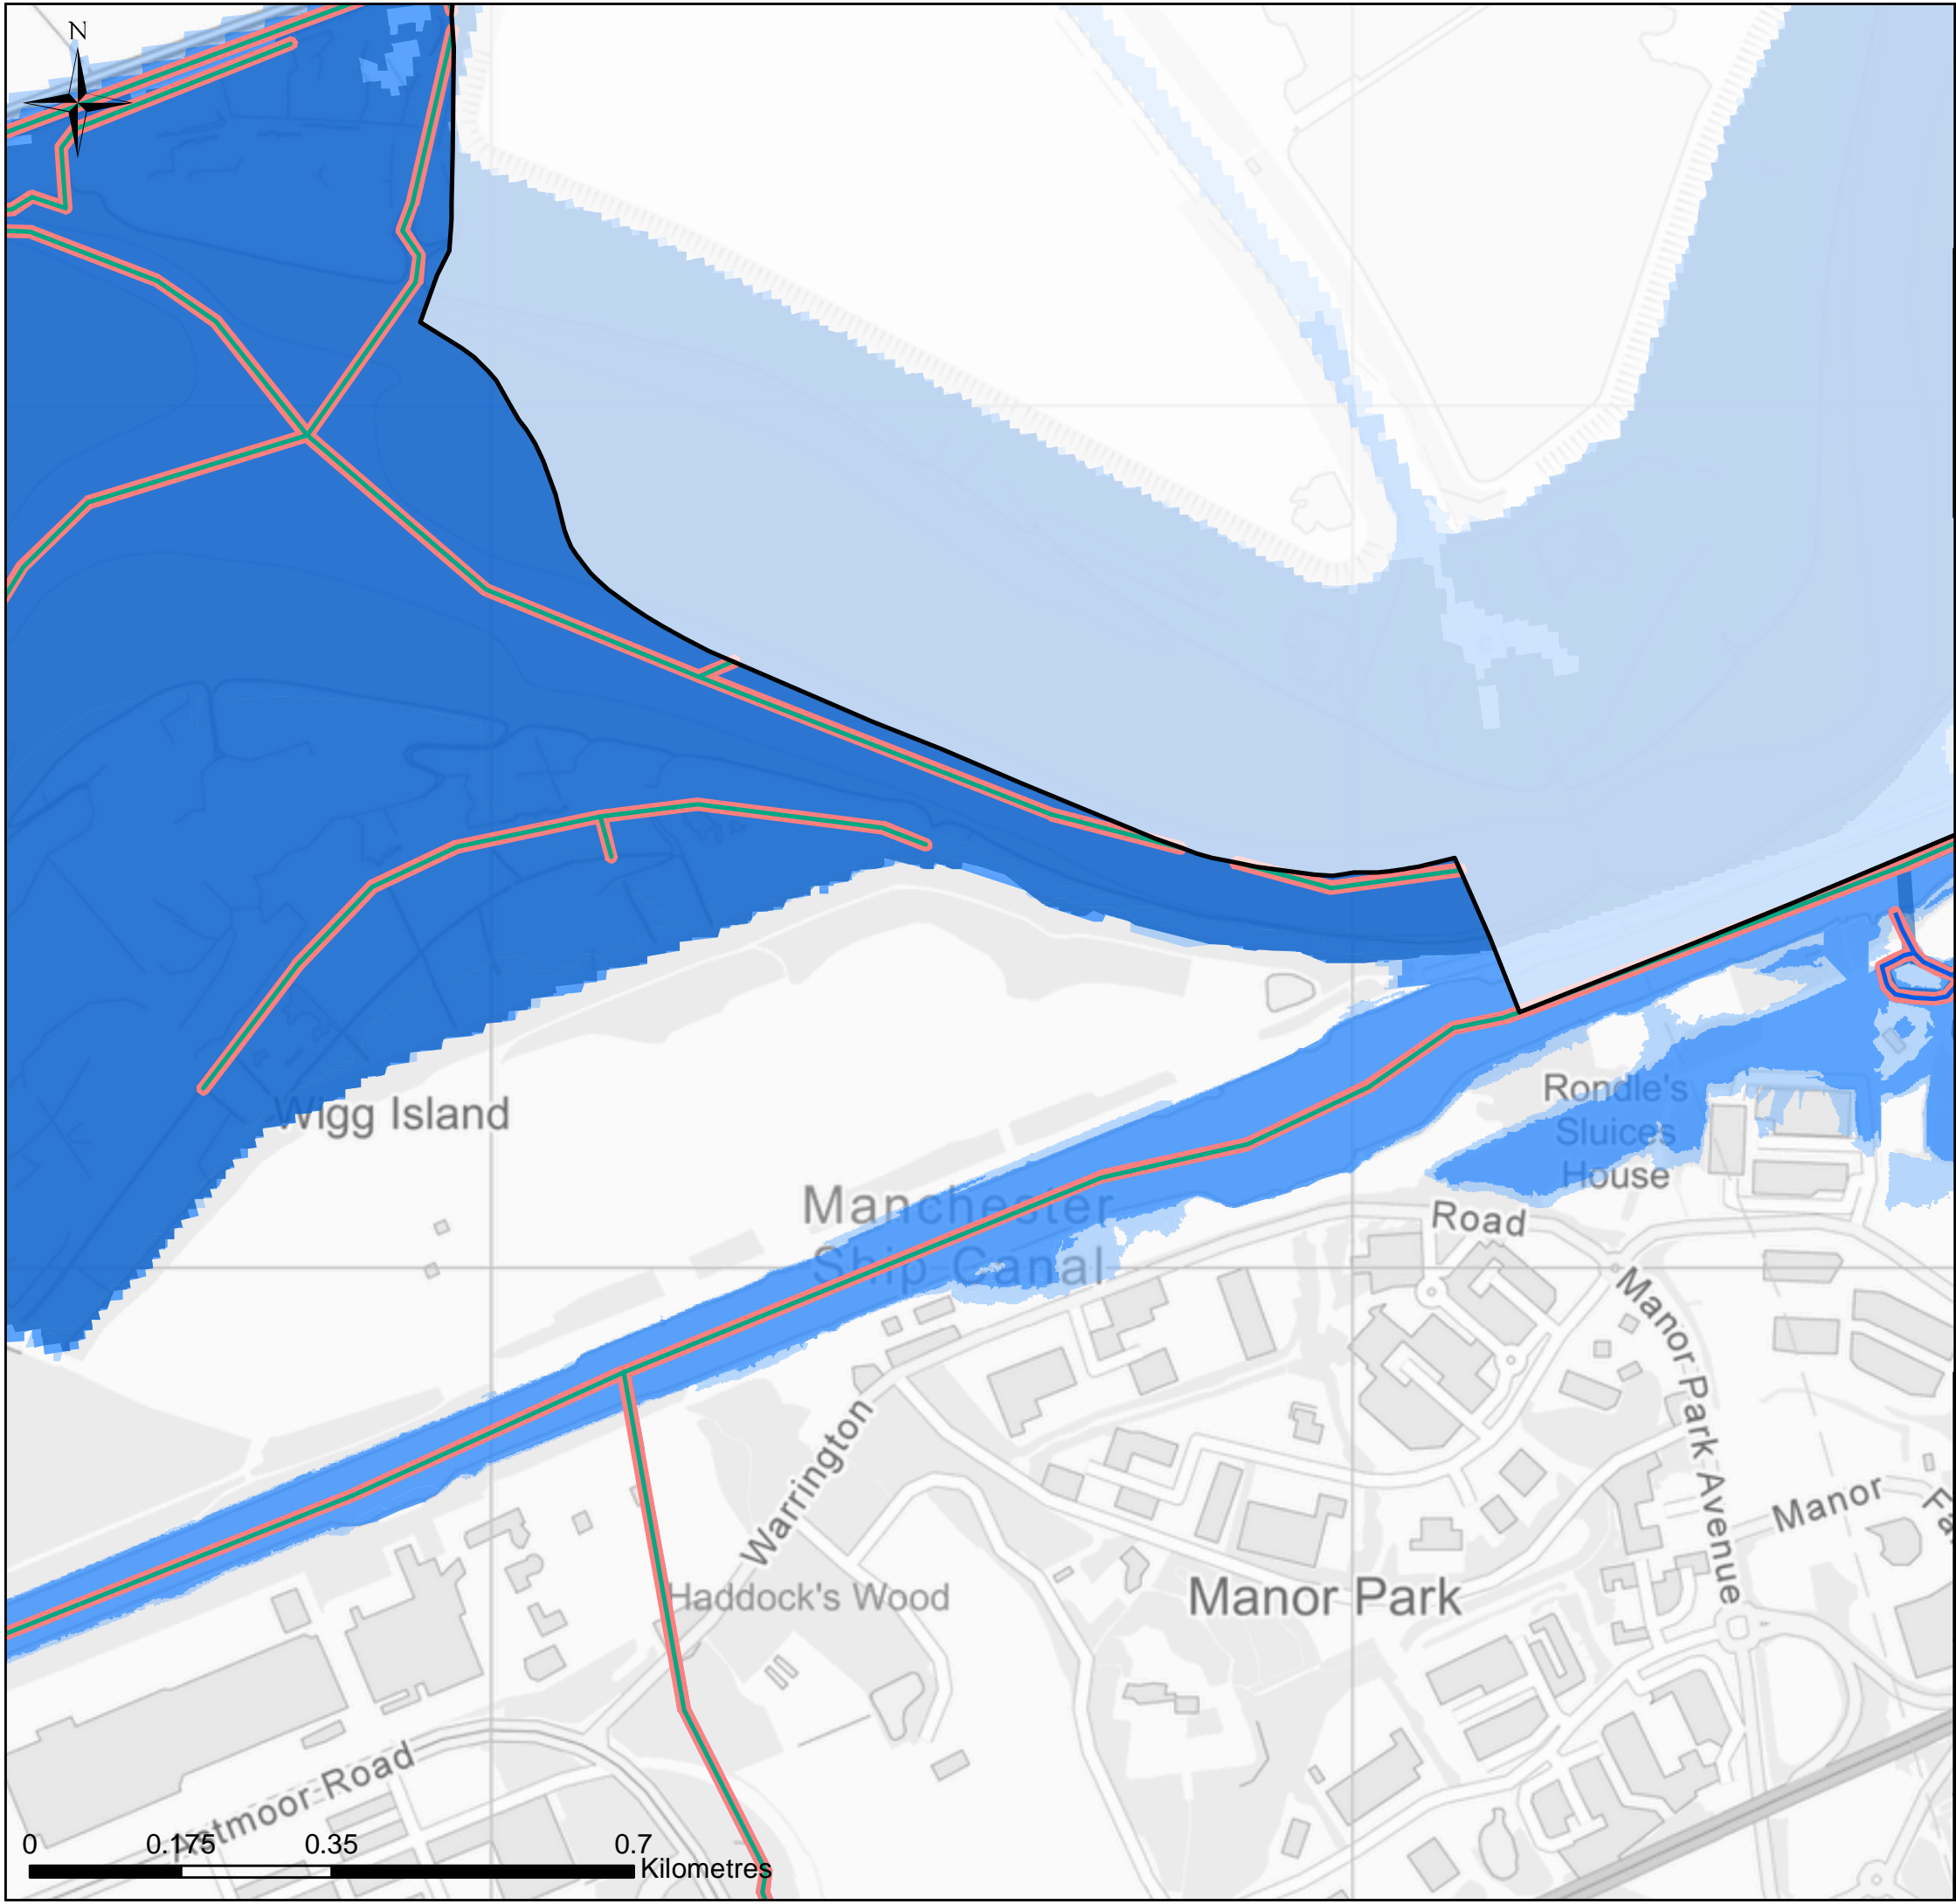 N
Wigg Island
Rondle's
Sluices
House
Manchester
Ship Canal
Road
Manor Park Avenue
Warrington
Manor
Haddock's Wood
Manor Park
Astmoor Road
0 0.175 0.35 0.7
Kilometres